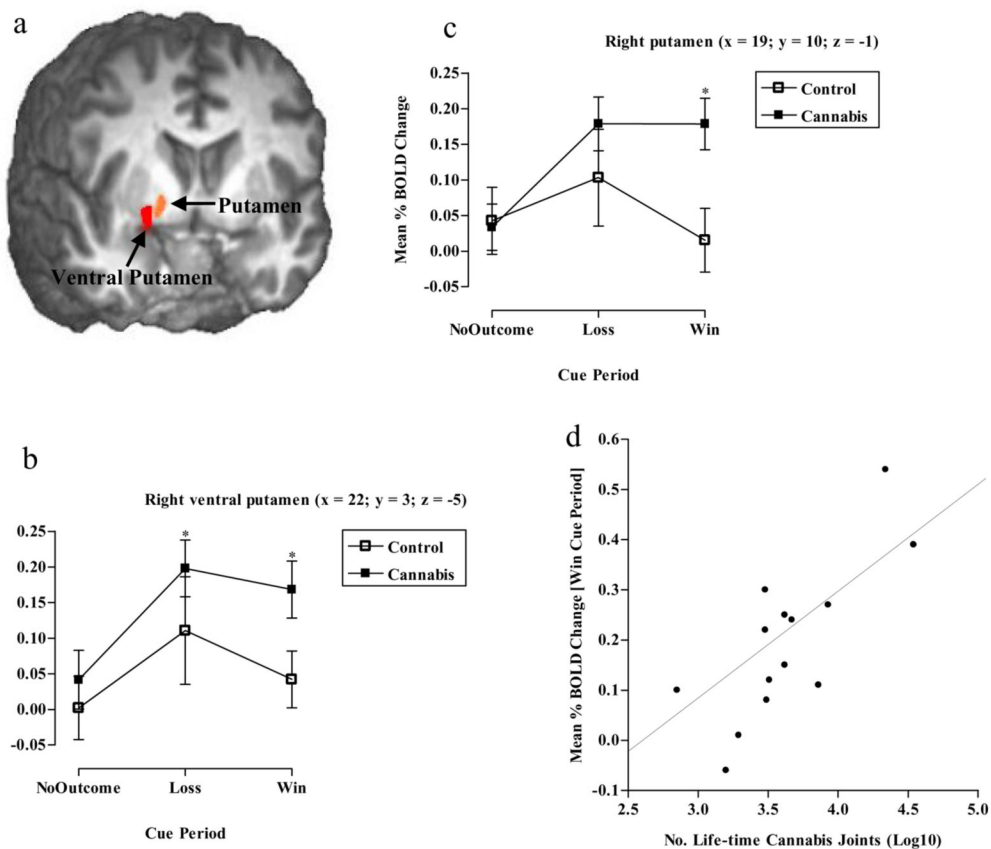 a
Putamen
Ventral Putamen
c
Right putamen (x = 19; y = 10; z = -1)
Control
Cannabis
*
Mean % BOLD Change
0.25
0.20
0.15
0.10
0.05
0.00
-0.05
NoOutcome Loss Win
Cue Period
b
Right ventral putamen (x = 22; y = 3; z = -5)
Control
Cannabis
* *
0.25
0.20
0.15
0.10
0.05
0.00
-0.05
NoOutcome Loss Win
Cue Period
d
Mean % BOLD Change [Win Cue Period]
0.6
0.5
0.4
0.3
0.2
0.1
0.0
-0.1
2.5 3.0 3.5 4.0 4.5 5.0
No. Life-time Cannabis Joints (Log10)